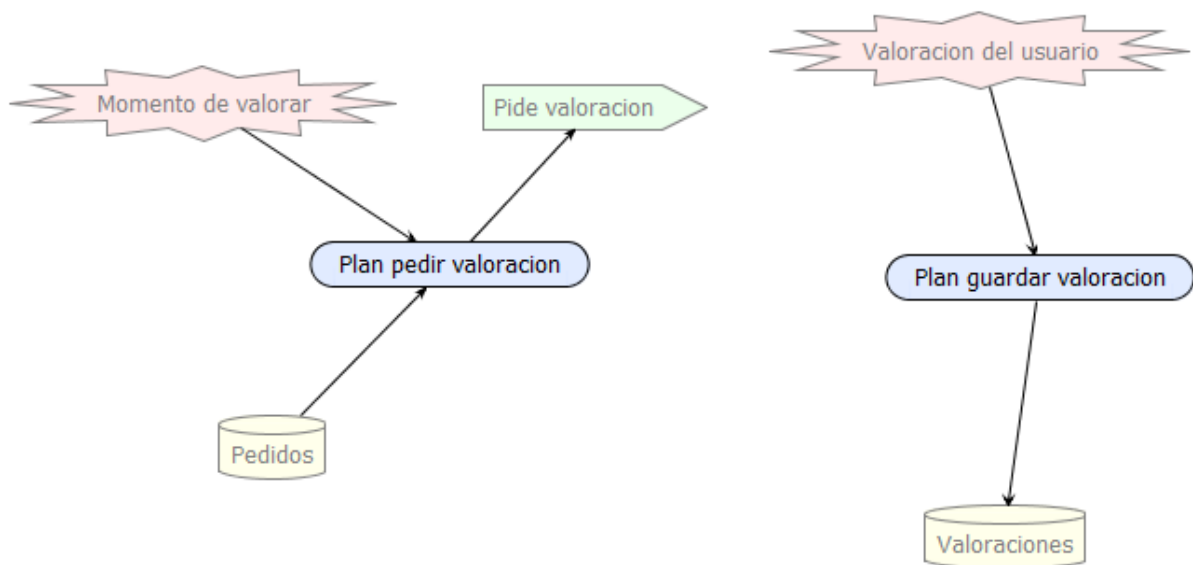 Valoracion del usuario
Momento de valorar
Pide valoracion
Plan pedir valoracion
Plan guardar valoracion
Pedidos
Valoraciones